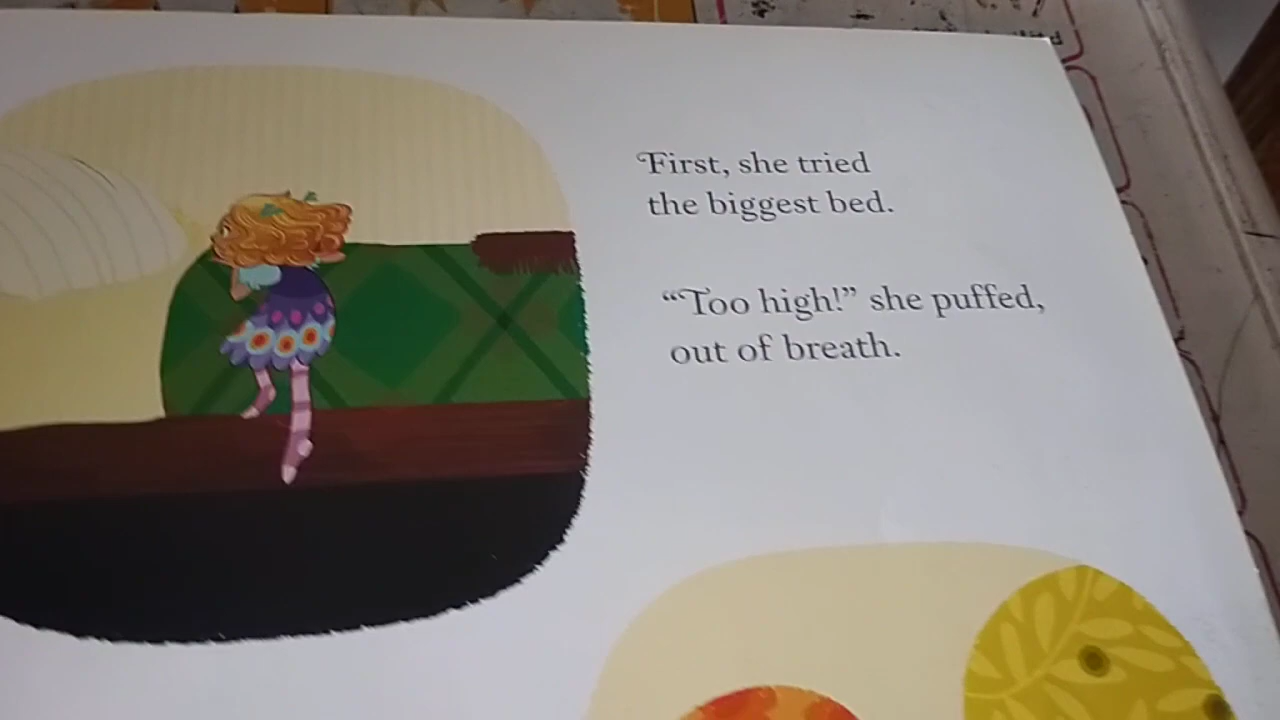 First, she tried
the biggest bed.
“Too high!” she puffed,
out of breath.